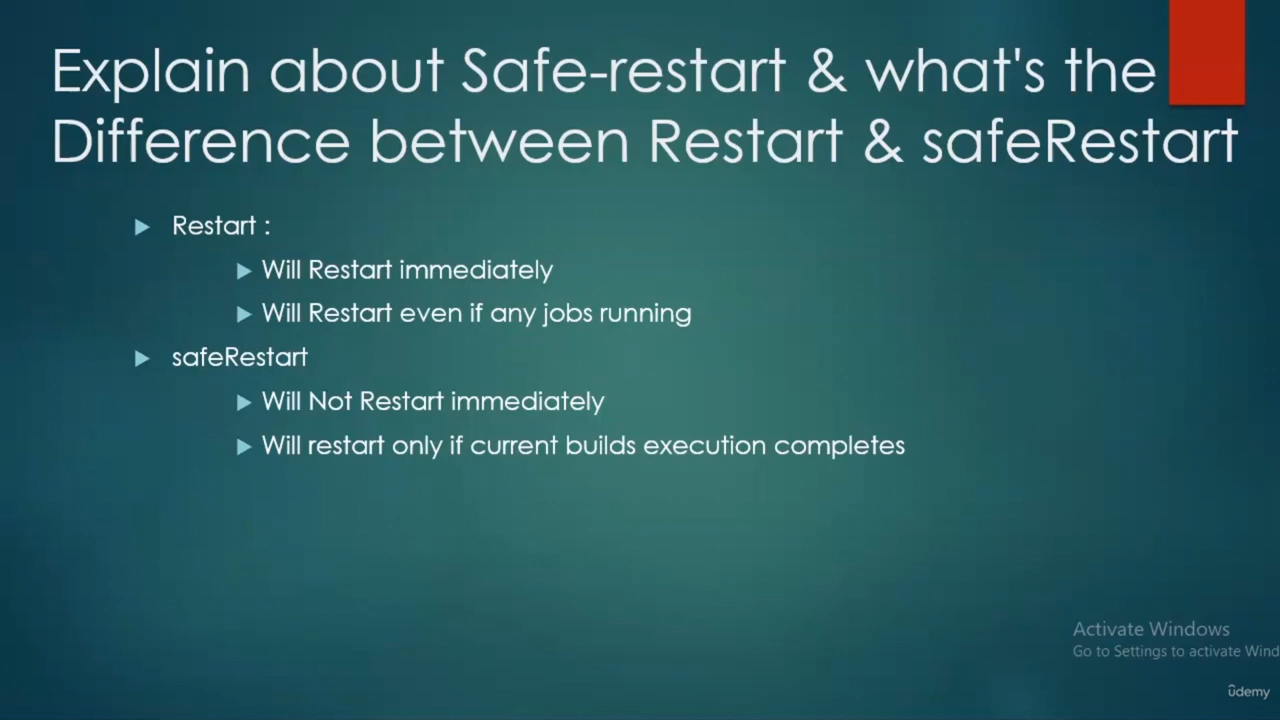 Explain about Safe-restart & what's the
Difference between Restart & safeRestart
Restart :
Will Restart immediately
Will Restart even if any jobs running
safeRestart
Will Not Restart immediately
Will restart only if current builds execution completes
Activate Windows
Go to Settings to activate Wind
ûdemy